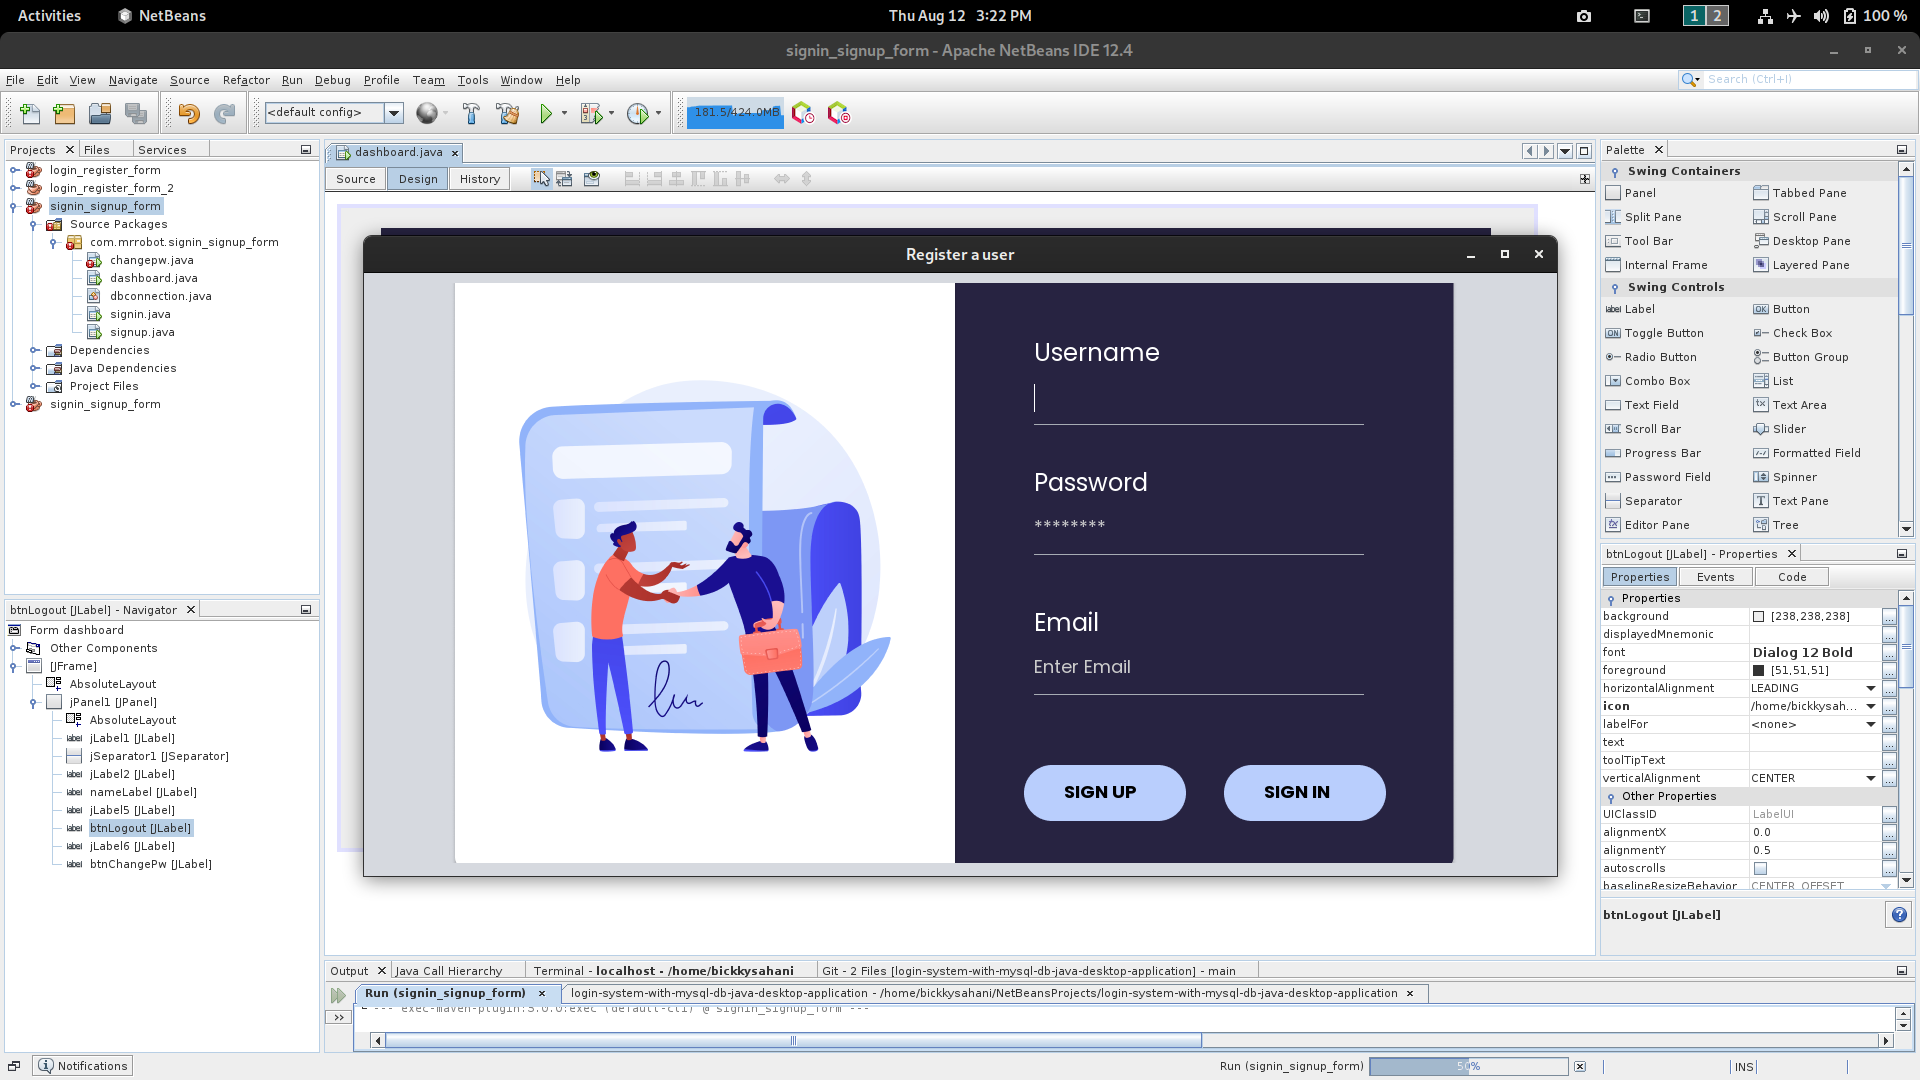 Activities NetBeans Thu Aug 12 3:22 PM 1 2 100 %
signin_signup_form - Apache NetBeans IDE 12.4
File Edit View Navigate Source Refactor Run Debug Profile Team Tools Window Help Search (Ctrl+I)
<default config> 181.5/424.0MB
Projects Files Services
login_register_form
login_register_form_2
signin_signup_form
Source Packages
com.mrrobot.signin_signup_form
changepw.java
dashboard.java
dbconnection.java
signin.java
signup.java
Dependencies
Java Dependencies
Project Files
signin_signup_form
btnLogout [JLabel] - Navigator
Form dashboard
Other Components
[JFrame]
AbsoluteLayout
jPanel1 [JPanel]
AbsoluteLayout
jLabel1 [JLabel]
jSeparator1 [JSeparator]
jLabel2 [JLabel]
nameLabel [JLabel]
jLabel5 [JLabel]
btnLogout [JLabel]
jLabel6 [JLabel]
btnChangePw [JLabel]
dashboard.java
Source Design History
Register a user
Username
Password
********
Email
Enter Email
SIGN UP SIGN IN
Palette
Swing Containers
Panel Tabbed Pane
Split Pane Scroll Pane
Tool Bar Desktop Pane
Internal Frame Layered Pane
Swing Controls
Label Button
Toggle Button Check Box
Radio Button Button Group
Combo Box List
Text Field Text Area
Scroll Bar Slider
Progress Bar Formatted Field
Password Field Spinner
Separator Text Pane
Editor Pane Tree
btnLogout [JLabel] - Properties
Properties Events Code
Properties
background [238,238,238]
displayedMnemonic
font Dialog 12 Bold
foreground [51,51,51]
horizontalAlignment LEADING
icon /home/bickkysah...
labelFor <none>
text
toolTipText
verticalAlignment CENTER
Other Properties
UIClassID LabelUI
alignmentX 0.0
alignmentY 0.5
autoscrolls
baselineResizeBehavior CENTER_OFFSET
btnLogout [JLabel]
Output Java Call Hierarchy Terminal - localhost - /home/bickkysahani Git - 2 Files [login-system-with-mysql-db-java-desktop-application] - main
Run (signin_signup_form) login-system-with-mysql-db-java-desktop-application - /home/bickkysahani/NetBeansProjects/login-system-with-mysql-db-java-desktop-application
--- exec-maven-plugin:3.0.0:exec (default-cli) @ signin_signup_form ---
Notifications Run (signin_signup_form) 50% INS